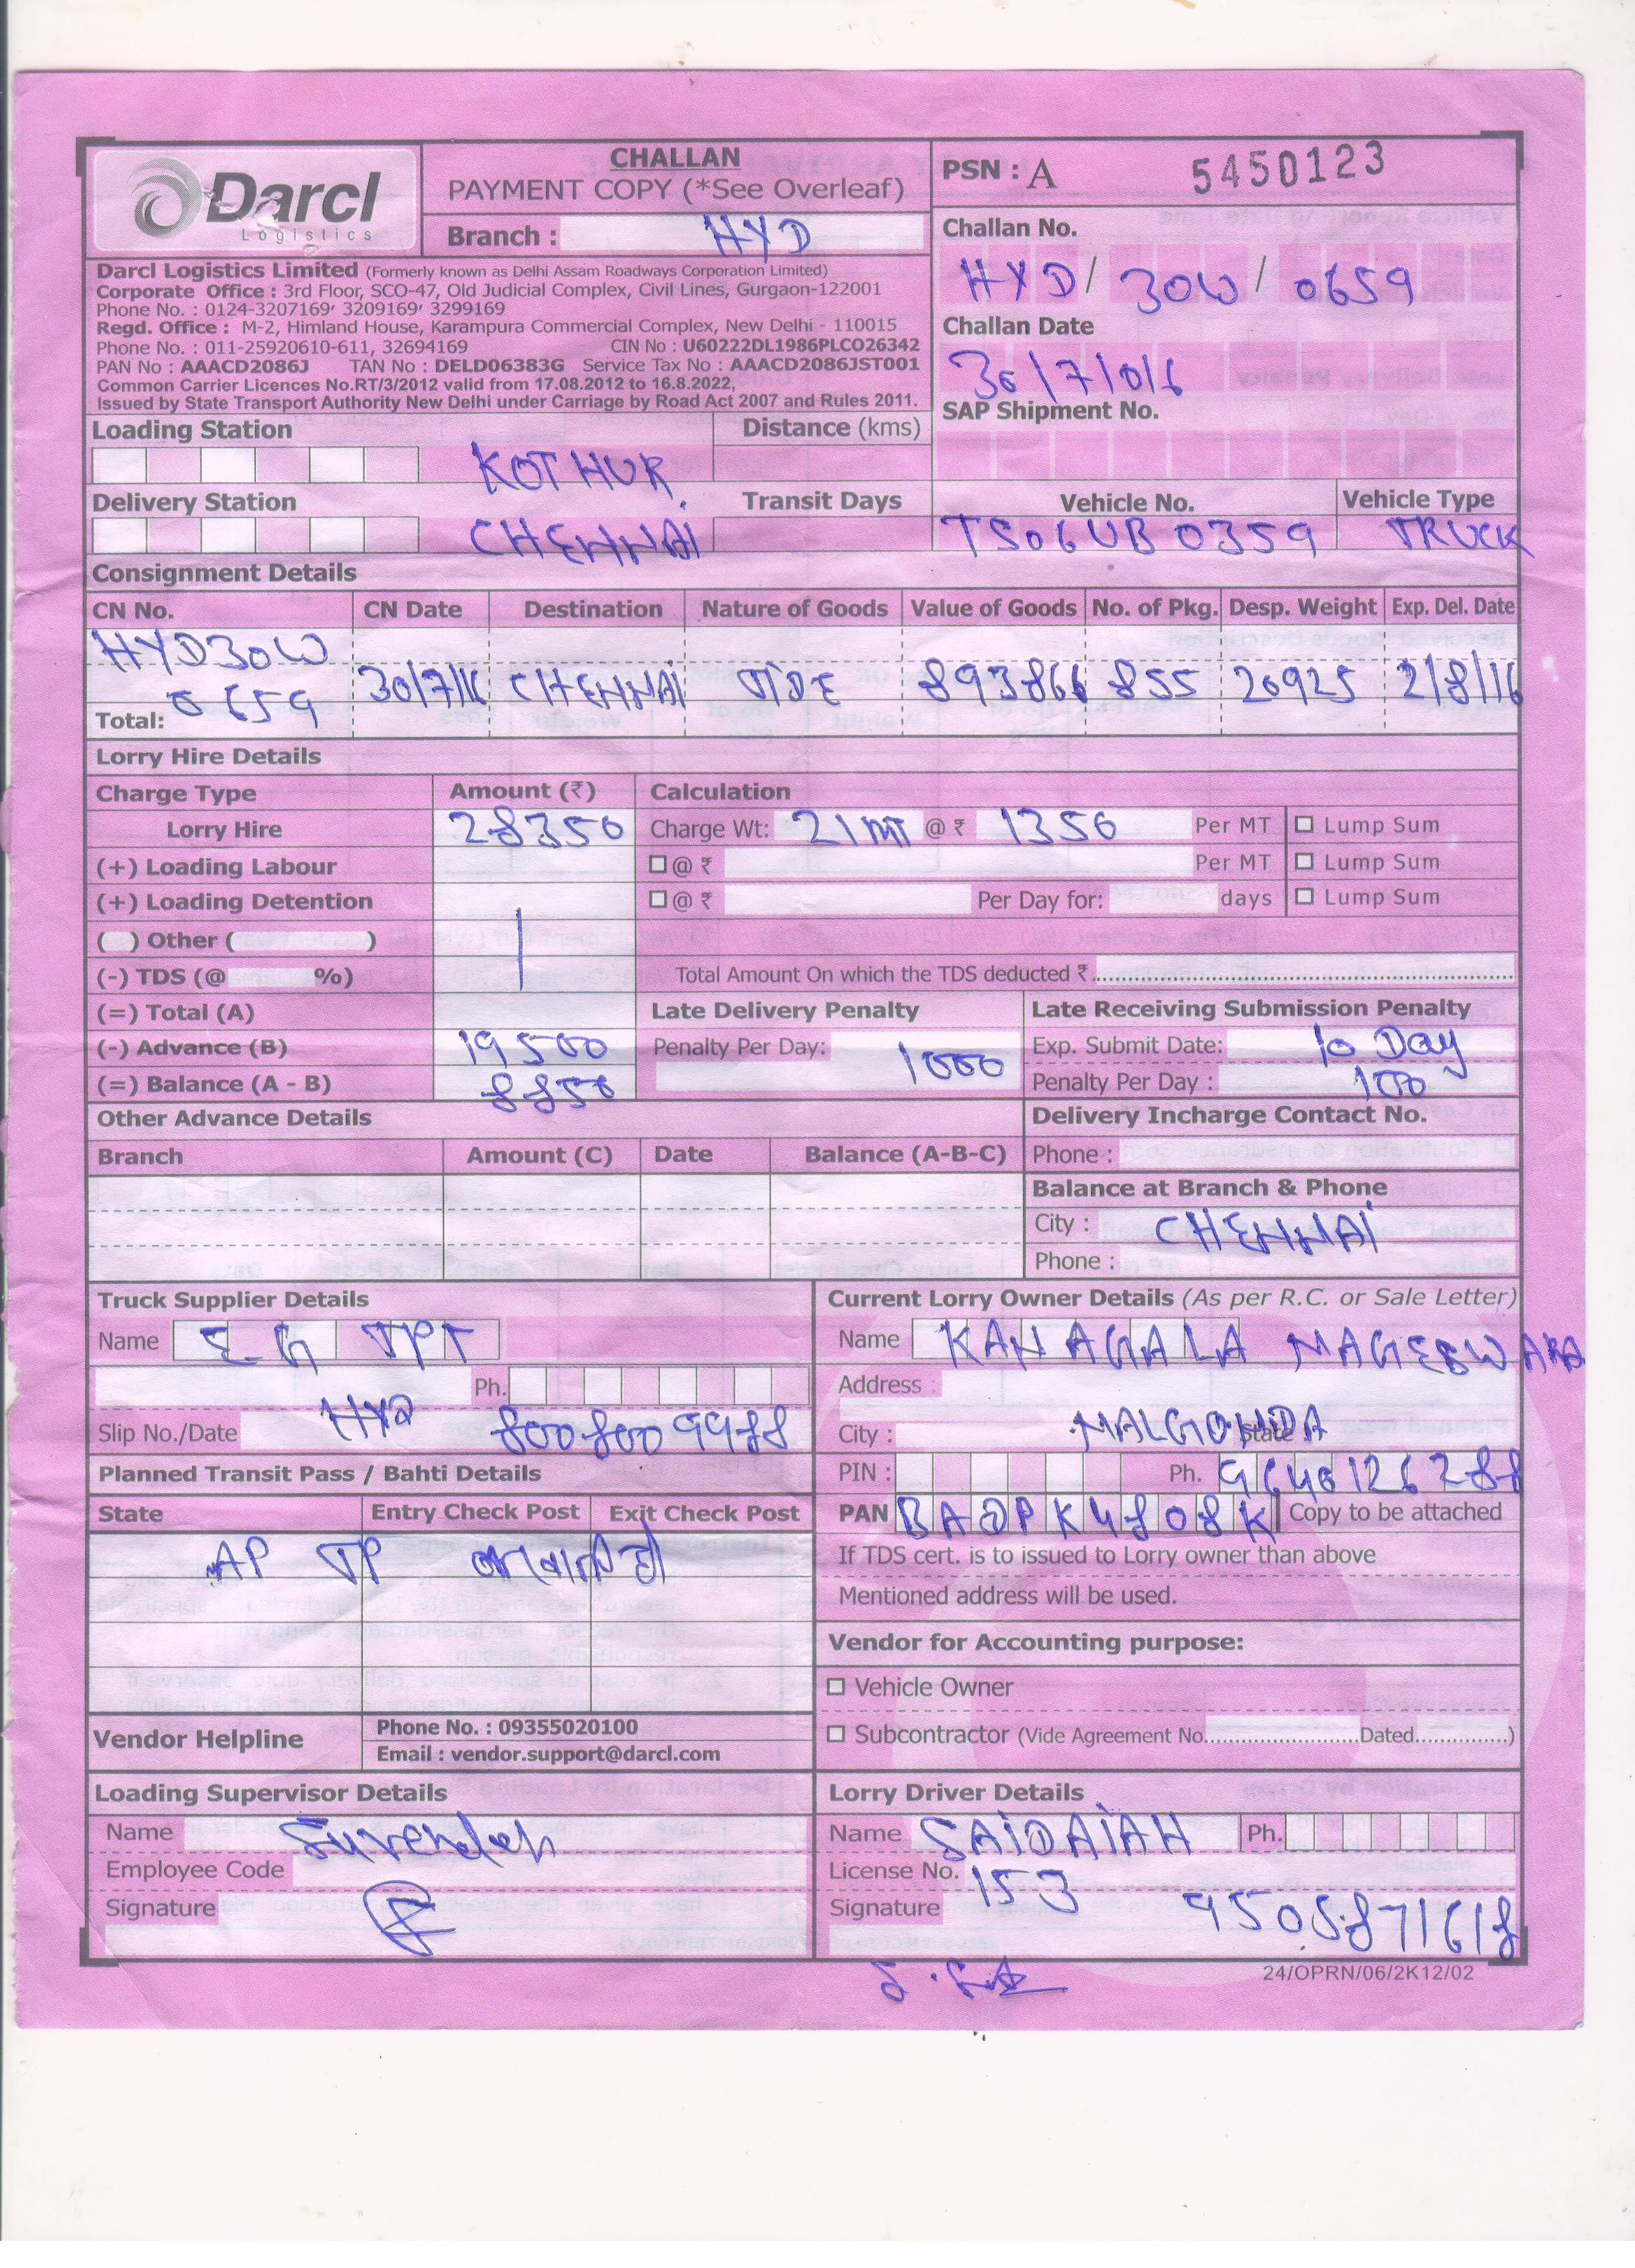 Darcl
Logistics
CHALLAN
PAYMENT COPY (*See Overleaf)
Branch : HYD
PSN : A 5450123
Challan No.
HYD/30W/0659
Challan Date
30/7/016
SAP Shipment No.
Darcl Logistics Limited (Formerly known as Delhi Assam Roadways Corporation Limited)
Corporate Office : 3rd Floor, SCO-47, Old Judicial Complex, Civil Lines, Gurgaon-122001
Phone No. : 0124-3207169, 3209169, 3299169
Regd. Office : M-2, Himland House, Karampura Commercial Complex, New Delhi - 110015
Phone No. : 011-25920610-611, 32694169 CIN No : U60222DL1986PLCO26342
PAN No : AAACD2086J TAN No : DELD06383G Service Tax No : AAACD2086JST001
Common Carrier Licences No.RT/3/2012 valid from 17.08.2012 to 16.8.2022,
Issued by State Transport Authority New Delhi under Carriage by Road Act 2007 and Rules 2011.
Loading Station Distance (kms)
KOTHUR
Delivery Station Transit Days Vehicle No. Vehicle Type
CHENNAI TS06UB 0359 TRUCK
Consignment Details
CN No. CN Date Destination Nature of Goods Value of Goods No. of Pkg. Desp. Weight Exp. Del. Date
HYD30W
0659 30/7/16 CHENNAI 893866 855 20925 2/8/16
Total:
Lorry Hire Details
Charge Type Amount (₹) Calculation
Lorry Hire 28350 Charge Wt: 21 MT @ ₹ 1350 Per MT Lump Sum
(+) Loading Labour @ ₹ Per MT Lump Sum
(+) Loading Detention @ ₹ Per Day for: days Lump Sum
( ) Other ( )
(-) TDS (@ %) Total Amount On which the TDS deducted ₹
(=) Total (A) Late Delivery Penalty Late Receiving Submission Penalty
(-) Advance (B) 19500 Penalty Per Day: 1000 Exp. Submit Date: 10 Day
(=) Balance (A - B) 8850 Penalty Per Day : 100
Other Advance Details Delivery Incharge Contact No.
Branch Amount (C) Date Balance (A-B-C) Phone :
Balance at Branch & Phone
City : CHENNAI
Phone :
Truck Supplier Details
Name TPT
Ph.
HYD
Slip No./Date 8008009988
Current Lorry Owner Details (As per R.C. or Sale Letter)
Name KANAGALA NAGESWARA
Address :
City : NALGONDA State
PIN : Ph. 9640126288
PAN BAQPK4808K Copy to be attached
If TDS cert. is to issued to Lorry owner than above
Mentioned address will be used.
Planned Transit Pass / Bahti Details
State Entry Check Post Exit Check Post
AP TP
Vendor for Accounting purpose:
Vehicle Owner
Subcontractor (Vide Agreement No. Dated )
Vendor Helpline
Phone No. : 09355020100
Email : vendor.support@darcl.com
Loading Supervisor Details
Name Surender
Employee Code
Signature
Lorry Driver Details
Name SAIDAIAH Ph.
License No. 153
Signature 9505871618
24/OPRN/06/2K12/02